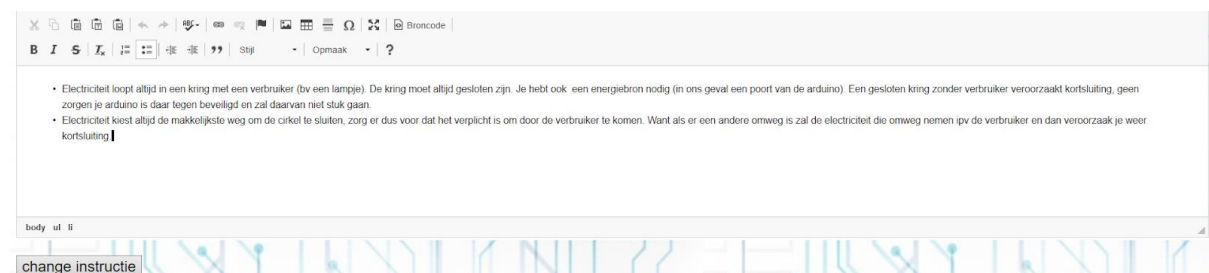 Broncode
B I S Stijl Opmaak ?
• Electriciteit loopt altijd in een kring met een verbruiker (bv een lampje). De kring moet altijd gesloten zijn. Je hebt ook  een energiebron nodig (in ons geval een poort van de arduino). Een gesloten kring zonder verbruiker veroorzaakt kortsluiting, geen
zorgen je arduino is daar tegen beveiligd en zal daarvan niet stuk gaan.
• Electriciteit kiest altijd de makkelijkste weg om de cirkel te sluiten, zorg er dus voor dat het verplicht is om door de verbruiker te komen. Want als er een andere omweg is zal de electriciteit die omweg nemen ipv de verbruiker en dan veroorzaak je weer
kortsluiting.
body ul li
change instructie